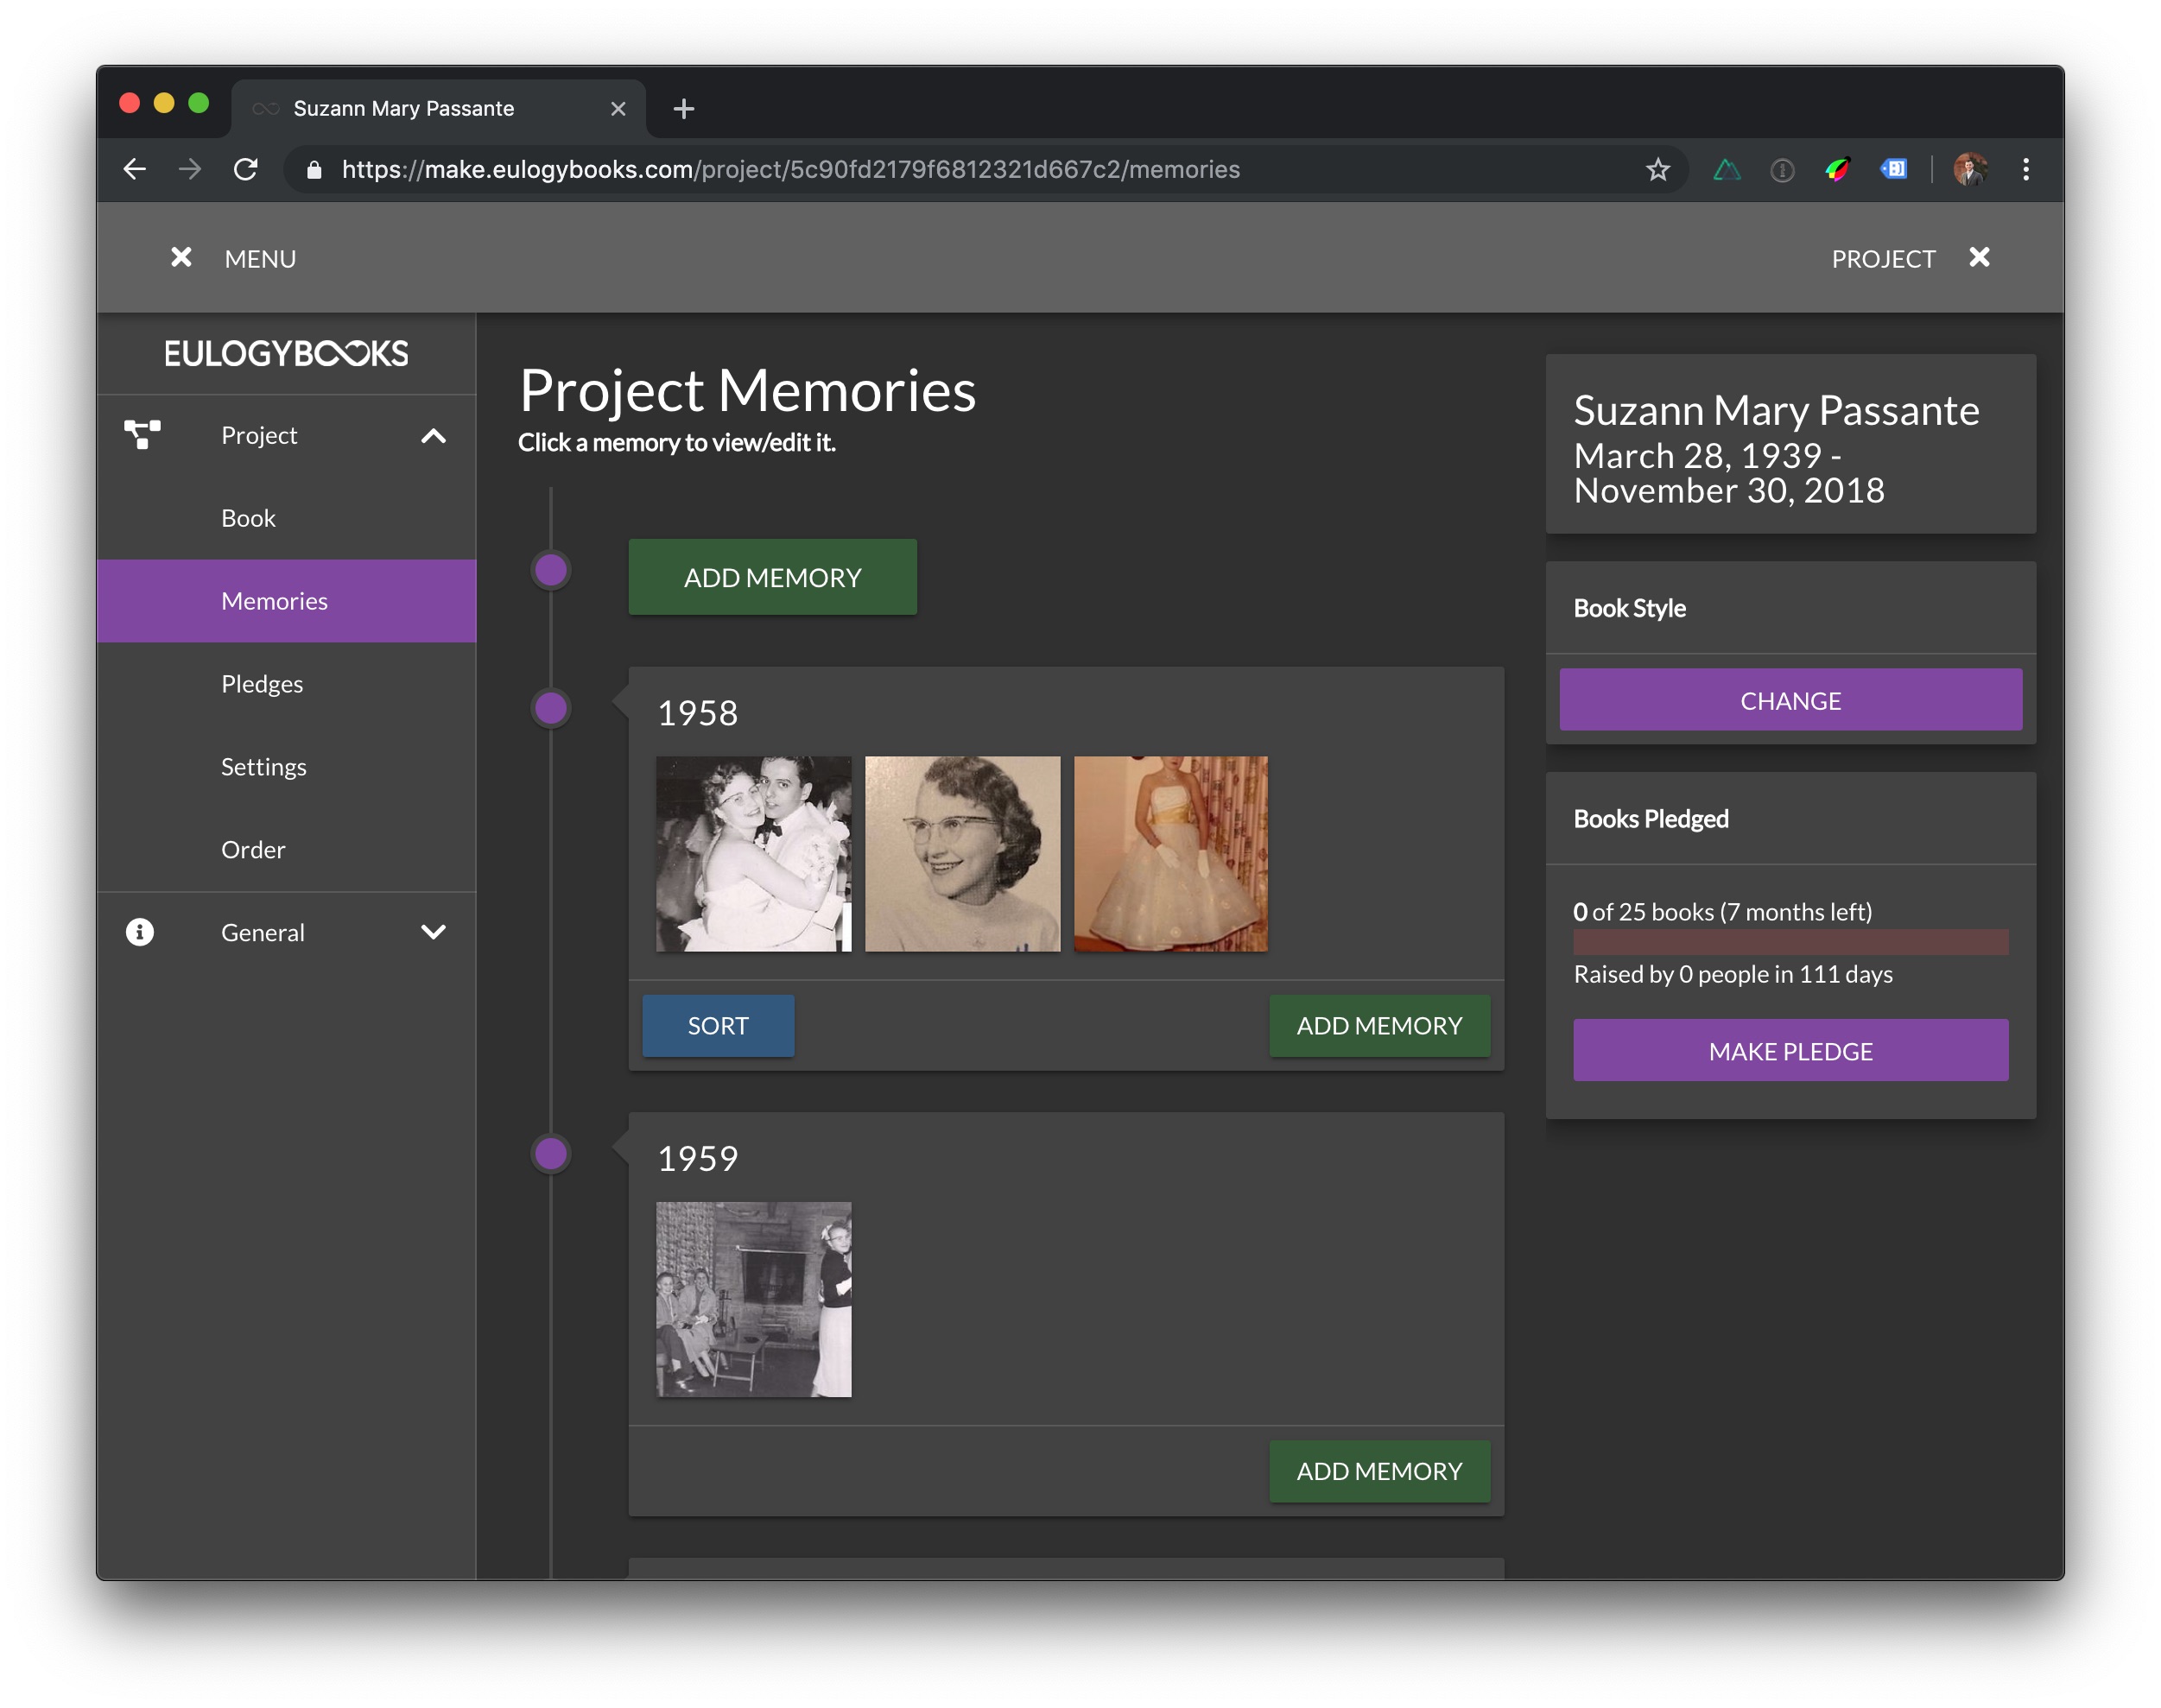 Suzann Mary Passante
https://make.eulogybooks.com/project/5c90fd2179f6812321d667c2/memories
MENU
PROJECT
EULOGYBOOKS
Project
Book
Memories
Pledges
Settings
Order
General
Project Memories
Click a memory to view/edit it.
ADD MEMORY
1958
SORT
ADD MEMORY
1959
ADD MEMORY
Suzann Mary Passante
March 28, 1939 -
November 30, 2018
Book Style
CHANGE
Books Pledged
0 of 25 books (7 months left)
Raised by 0 people in 111 days
MAKE PLEDGE